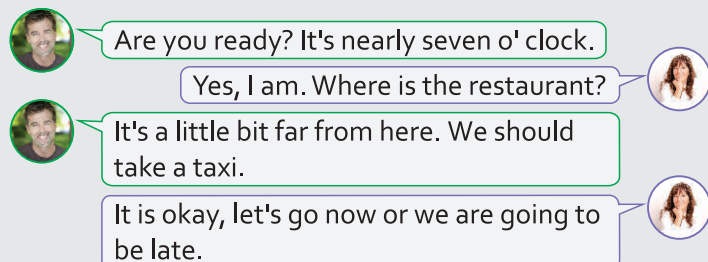 Are you ready? It's nearly seven o' clock.
Yes, I am. Where is the restaurant?
It's a little bit far from here. We should
take a taxi.
It is okay, let's go now or we are going to
be late.